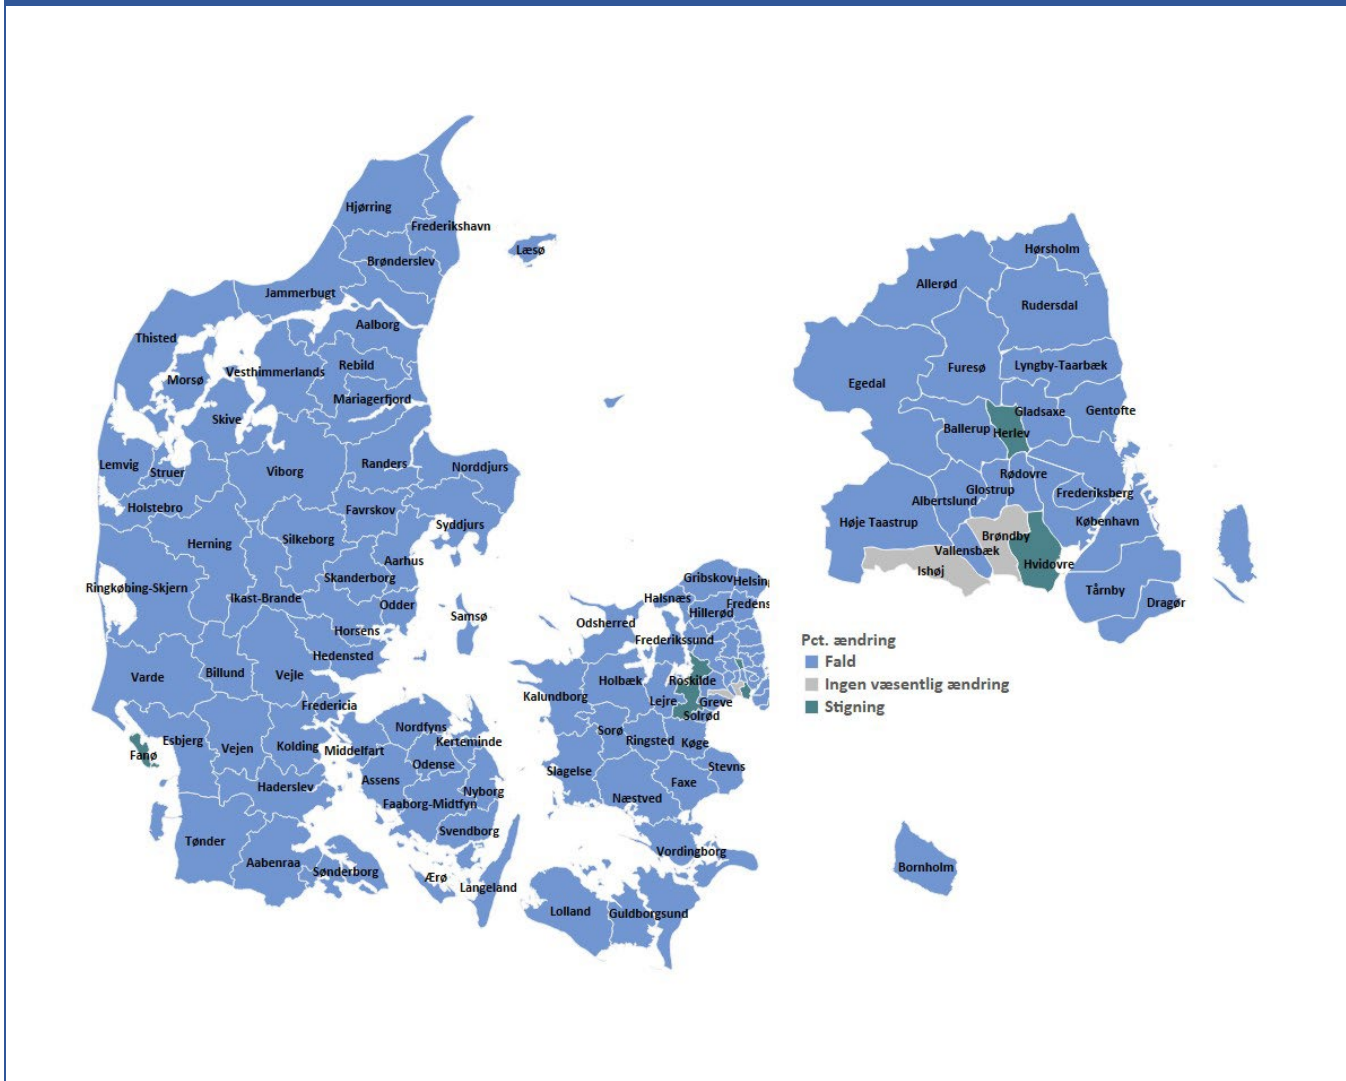 Hjørring
Frederikshavn
Læsø
Brønderslev
Jammerbugt
Aalborg
Thisted
Rebild
Vesthimmerlands
Morsø
Mariagerfjord
Skive
Lemvig
Struer
Viborg
Randers
Norddjurs
Holstebro
Favrskov
Syddjurs
Herning
Silkeborg
Aarhus
Skanderborg
Ringkøbing-Skjern
Ikast-Brande
Odder
Samsø
Horsens
Hedensted
Varde
Billund
Vejle
Fredericia
Fanø
Esbjerg
Vejen
Kolding
Middelfart
Nordfyns
Kerteminde
Odense
Assens
Nyborg
Haderslev
Faaborg-Midtfyn
Svendborg
Tønder
Aabenraa
Sønderborg
Ærø
Langeland
Gribskov
Helsing
Halsnæs
Hillerød
Fredens
Odsherred
Frederikssund
Kalundborg
Holbæk
Roskilde
Lejre
Greve
Solrød
Sorø
Ringsted
Køge
Slagelse
Stevns
Faxe
Næstved
Vordingborg
Lolland
Guldborgsund
Hørsholm
Allerød
Rudersdal
Furesø
Lyngby-Taarbæk
Egedal
Gladsaxe
Gentofte
Ballerup
Herlev
Rødovre
Glostrup
Frederiksberg
Albertslund
Høje Taastrup
København
Brøndby
Vallensbæk
Hvidovre
Ishøj
Tårnby
Dragør
Pct. ændring
Fald
Ingen væsentlig ændring
Stigning
Bornholm